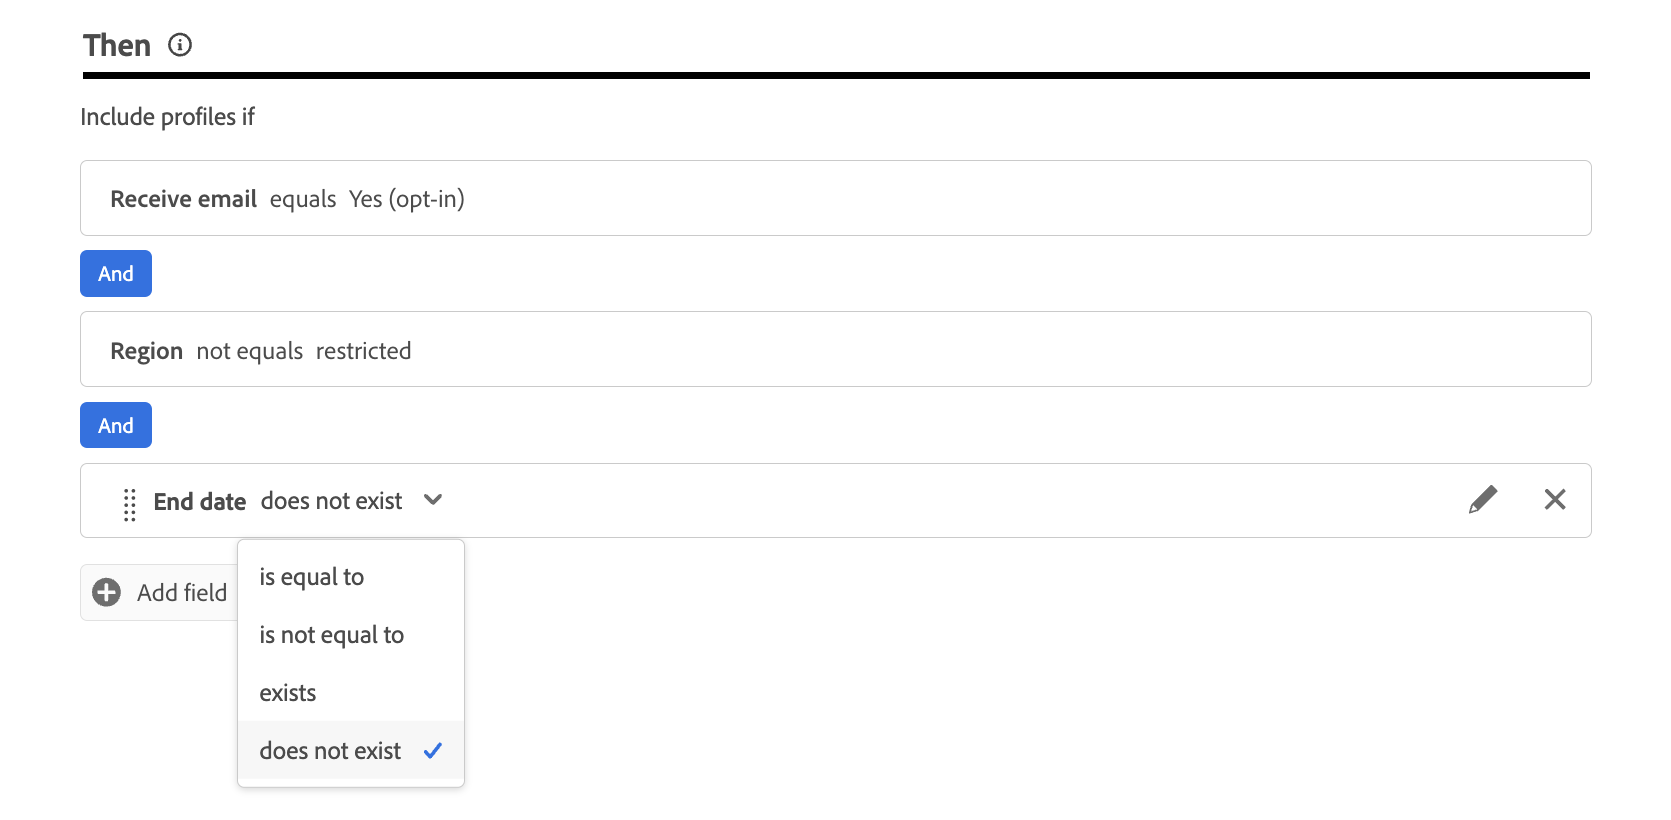 Then
Include profiles if
Receive email equals Yes (opt-in)
And
Region not equals restricted
And
End date does not exist
Add field
is equal to
is not equal to
exists
does not exist